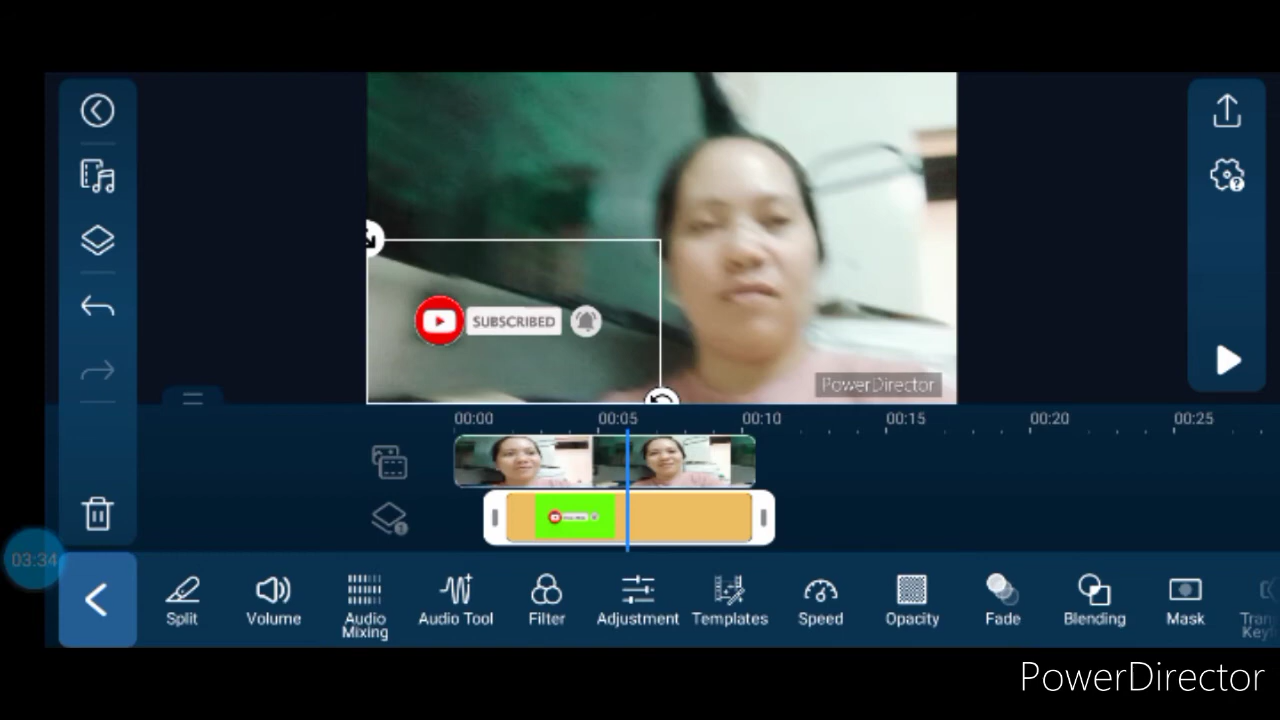 SUBSCRIBED
PowerDirector
00:00 00:05 00:10 00:15 00:20 00:25
03:34
Split Volume Audio Mixing Audio Tool Filter Adjustment Templates Speed Opacity Fade Blending Mask
PowerDirector